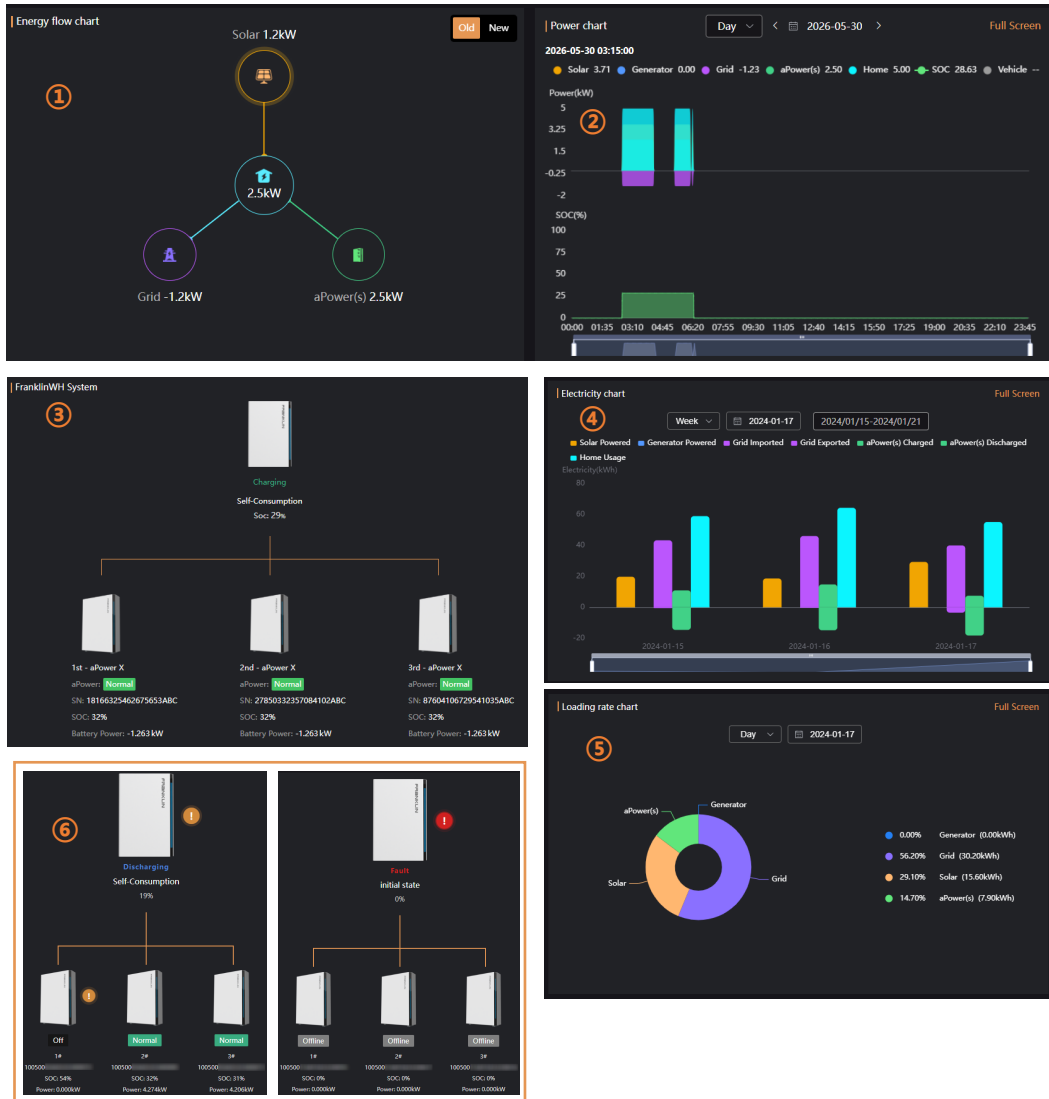 Energy flow chart
Old New
Solar 1.2kW
①
2.5kW
Grid -1.2kW
aPower(s) 2.5kW
Power chart
Day
2026-05-30
Full Screen
2026-05-30 03:15:00
Solar 3.71 Generator 0.00 Grid -1.23 aPower(s) 2.50 Home 5.00 SOC 28.63 Vehicle --
Power(kW)
②
5
3.25
1.5
-0.25
-2
SOC(%)
100
75
50
25
0
00:00 01:35 03:10 04:45 06:20 07:55 09:30 11:05 12:40 14:15 15:50 17:25 19:00 20:35 22:10 23:45
FranklinWH System
③
FRANKLIN
Charging
Self-Consumption
Soc: 29%
1st - aPower X
aPower: Normal
SN: 18166325462675653ABC
SOC: 32%
Battery Power: -1.263 kW
2nd - aPower X
aPower: Normal
SN: 27850332357084102ABC
SOC: 32%
Battery Power: -1.263 kW
3rd - aPower X
aPower: Normal
SN: 87604106729541035ABC
SOC: 32%
Battery Power: -1.263 kW
Electricity chart
Full Screen
④
Week
2024-01-17
2024/01/15-2024/01/21
Solar Powered Generator Powered Grid Imported Grid Exported aPower(s) Charged aPower(s) Discharged
Home Usage
Electricity(kWh)
80
60
40
20
0
-20
2024-01-15 2024-01-16 2024-01-17
Loading rate chart
Full Screen
⑤
Day
2024-01-17
Generator
aPower(s)
Solar
Grid
0.00% Generator (0.00kWh)
56.20% Grid (30.20kWh)
29.10% Solar (15.60kWh)
14.70% aPower(s) (7.90kWh)
⑥
FRANKLIN
!
Discharging
Self-Consumption
19%
!
Off Normal Normal
1# 2# 3#
100500 100500 100500
SOC: 54% SOC: 32% SOC: 31%
Power: 0.000kW Power: 4.274kW Power: 4.206kW
FRANKLIN
!
Fault
initial state
0%
Offline Offline Offline
1# 2# 3#
100500 100500 100500
SOC: 0% SOC: 0% SOC: 0%
Power: 0.000kW Power: 0.000kW Power: 0.000kW